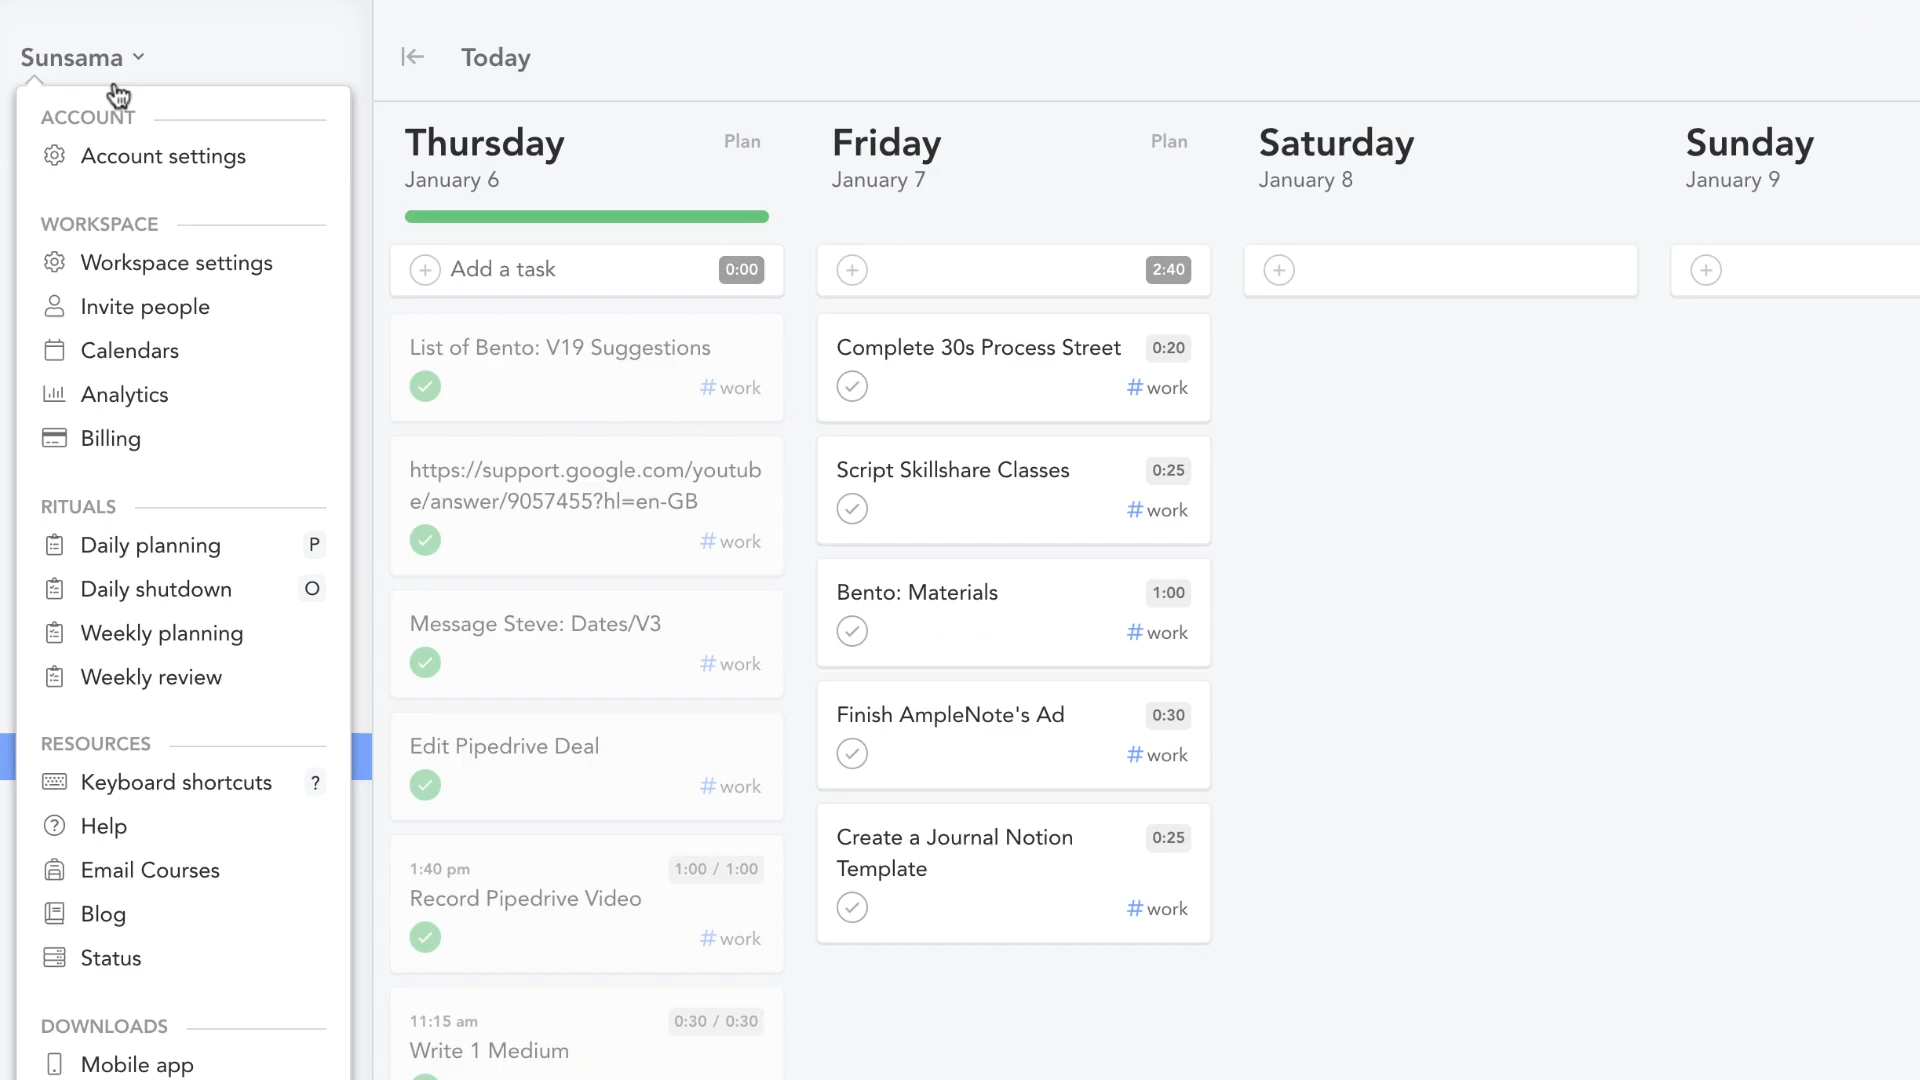 Sunsama
ACCOUNT
Account settings
WORKSPACE
Workspace settings
Invite people
Calendars
Analytics
Billing
RITUALS
Daily planning P
Daily shutdown O
Weekly planning
Weekly review
RESOURCES
Keyboard shortcuts ?
Help
Email Courses
Blog
Status
DOWNLOADS
Mobile app
Today
Thursday Plan
January 6
Add a task 0:00
List of Bento: V19 Suggestions
# work
https://support.google.com/youtub
e/answer/9057455?hl=en-GB
# work
Message Steve: Dates/V3
# work
Edit Pipedrive Deal
# work
1:40 pm 1:00 / 1:00
Record Pipedrive Video
# work
11:15 am 0:30 / 0:30
Write 1 Medium
Friday Plan
January 7
2:40
Complete 30s Process Street 0:20
# work
Script Skillshare Classes 0:25
# work
Bento: Materials 1:00
# work
Finish AmpleNote's Ad 0:30
# work
Create a Journal Notion 0:25
Template
# work
Saturday
January 8
Sunday
January 9